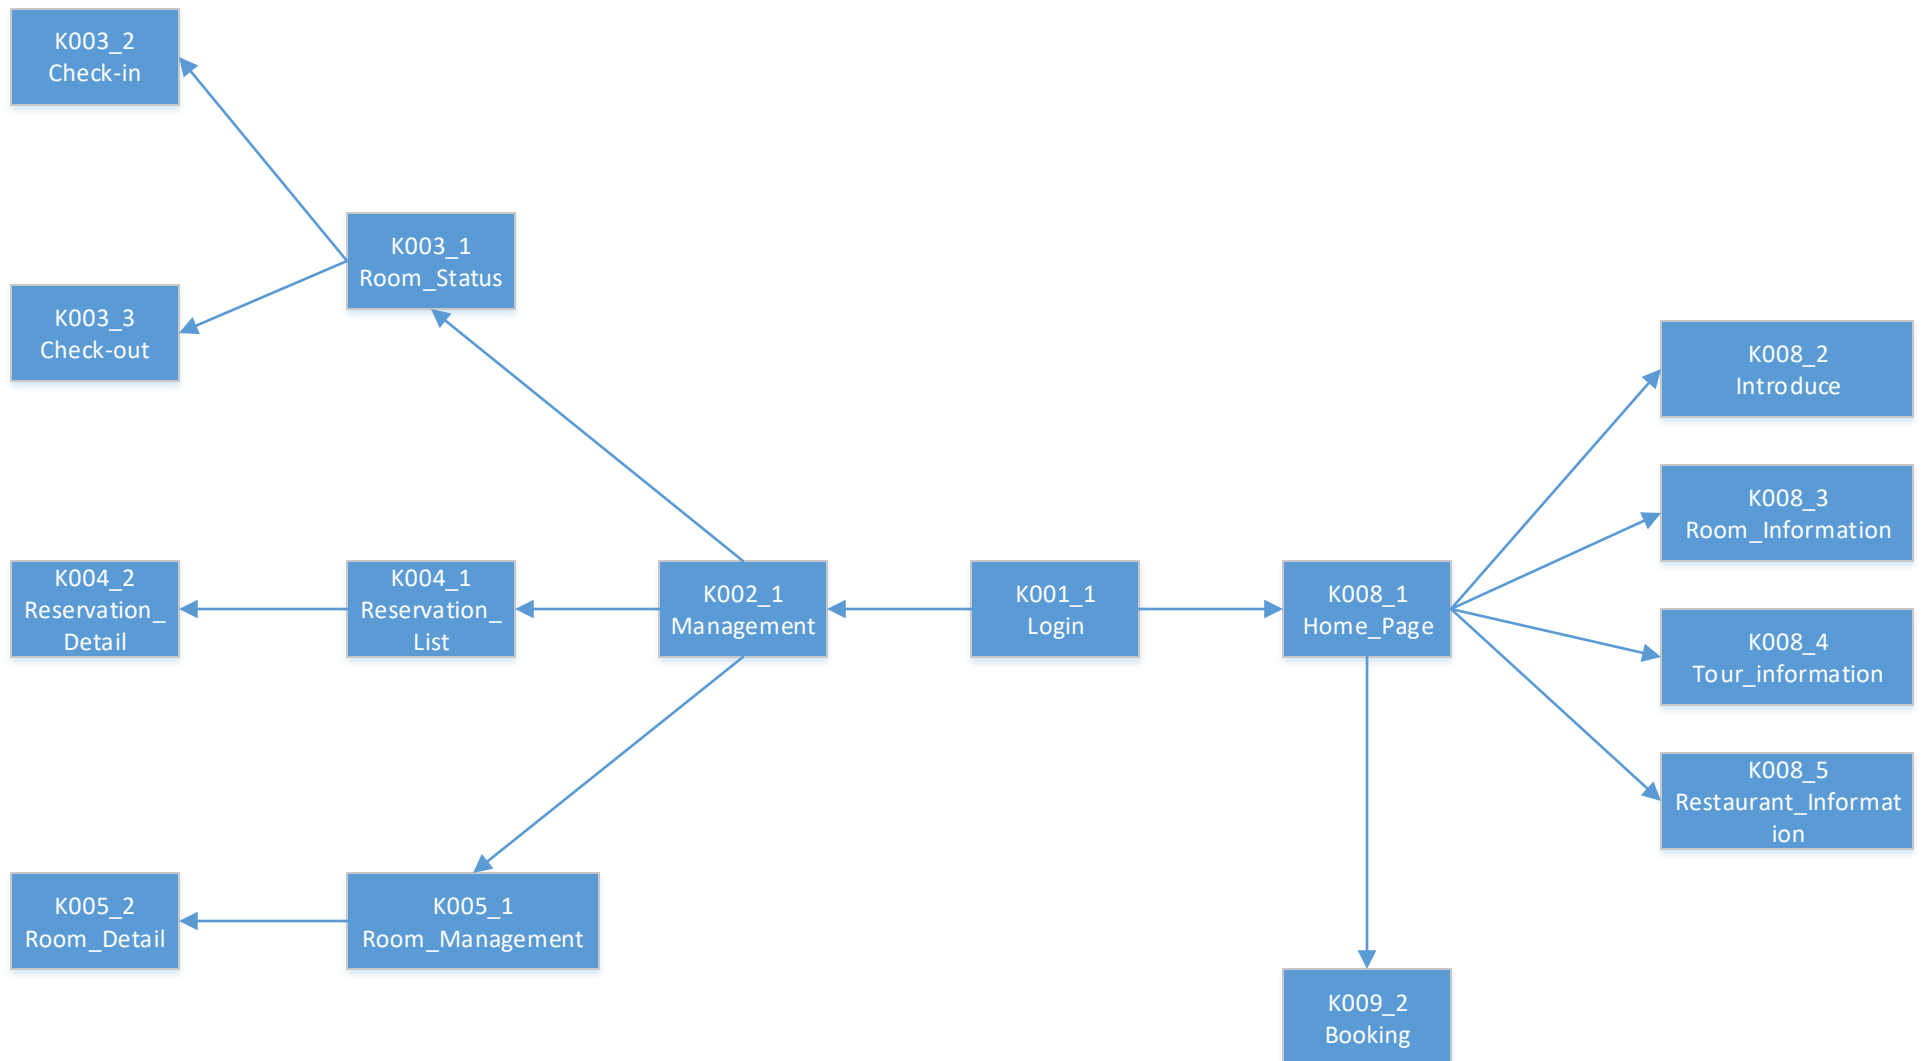 K003_2
Check-in
K003_1
Room_Status
K003_3
Check-out
K008_2
Introduce
K008_3
Room_Information
K004_2
Reservation_
Detail
K004_1
Reservation_
List
K002_1
Management
K001_1
Login
K008_1
Home_Page
K008_4
Tour_information
K008_5
Restaurant_Informat
ion
K005_2
Room_Detail
K005_1
Room_Management
K009_2
Booking